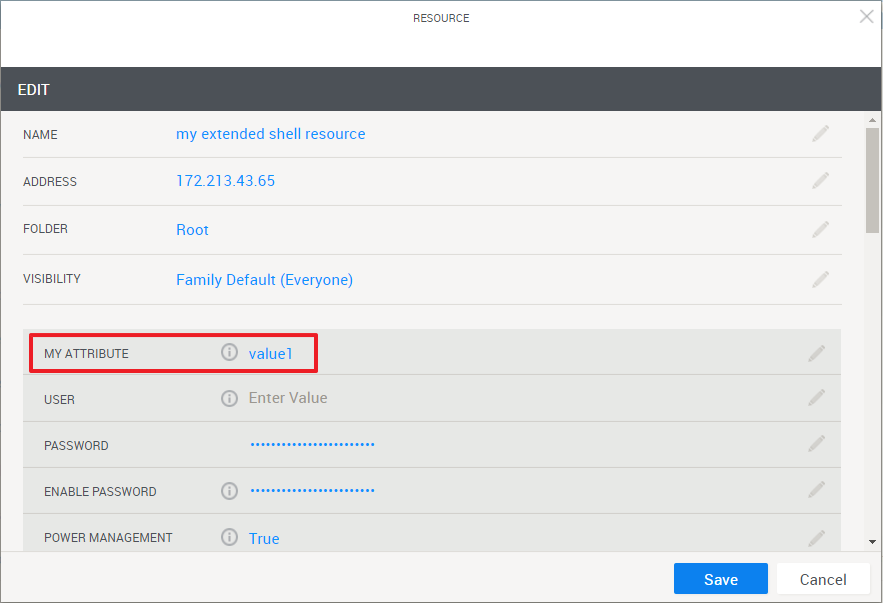 RESOURCE
EDIT
NAME my extended shell resource
ADDRESS 172.213.43.65
FOLDER Root
VISIBILITY Family Default (Everyone)
MY ATTRIBUTE value1
USER Enter Value
PASSWORD ••••••••••••••••••••••••
ENABLE PASSWORD ••••••••••••••••••••••••
POWER MANAGEMENT True
Save Cancel